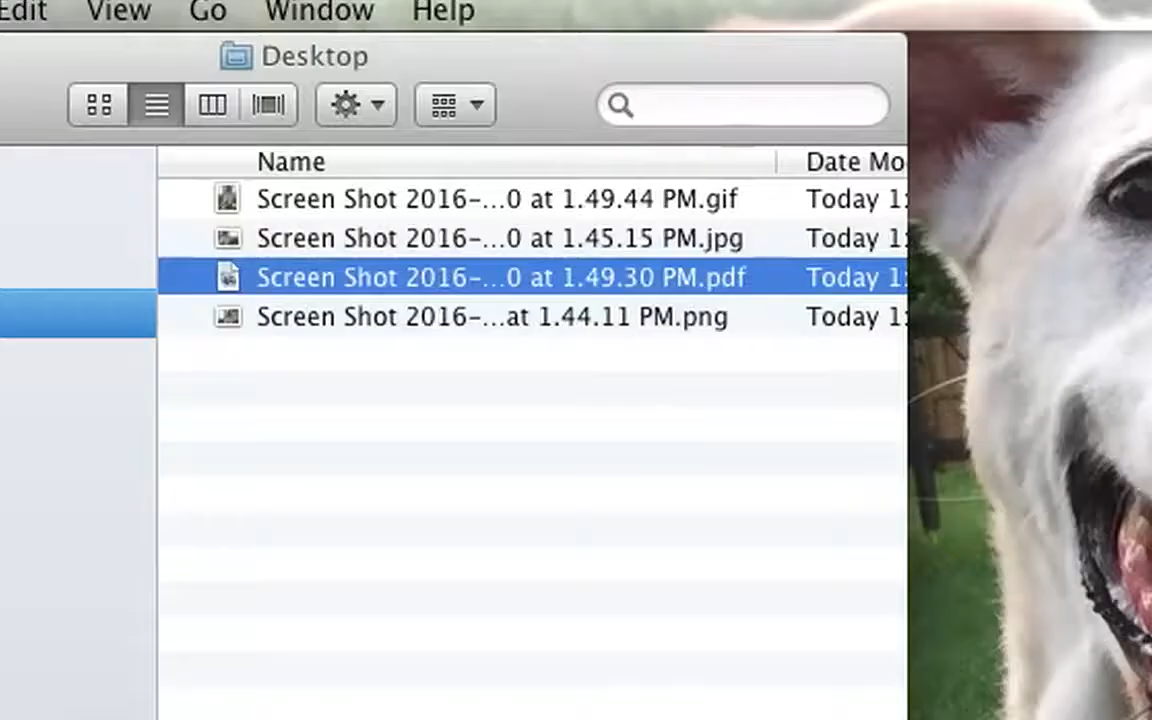 Edit View Go Window Help
Desktop
Name Date Mo
Screen Shot 2016-...0 at 1.49.44 PM.gif Today 1:
Screen Shot 2016-...0 at 1.45.15 PM.jpg Today 1:
Screen Shot 2016-...0 at 1.49.30 PM.pdf Today 1:
Screen Shot 2016-...at 1.44.11 PM.png Today 1: